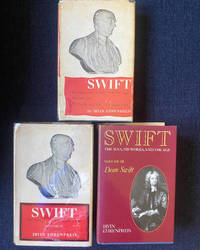 SWIFT
By IRVIN EHRENPREIS
SWIFT
IRVIN EHRENPREIS
SWIFT
THE MAN, HIS WORKS, AND THE AGE
VOLUME III
Dean Swift
IRVIN
EHRENPREIS